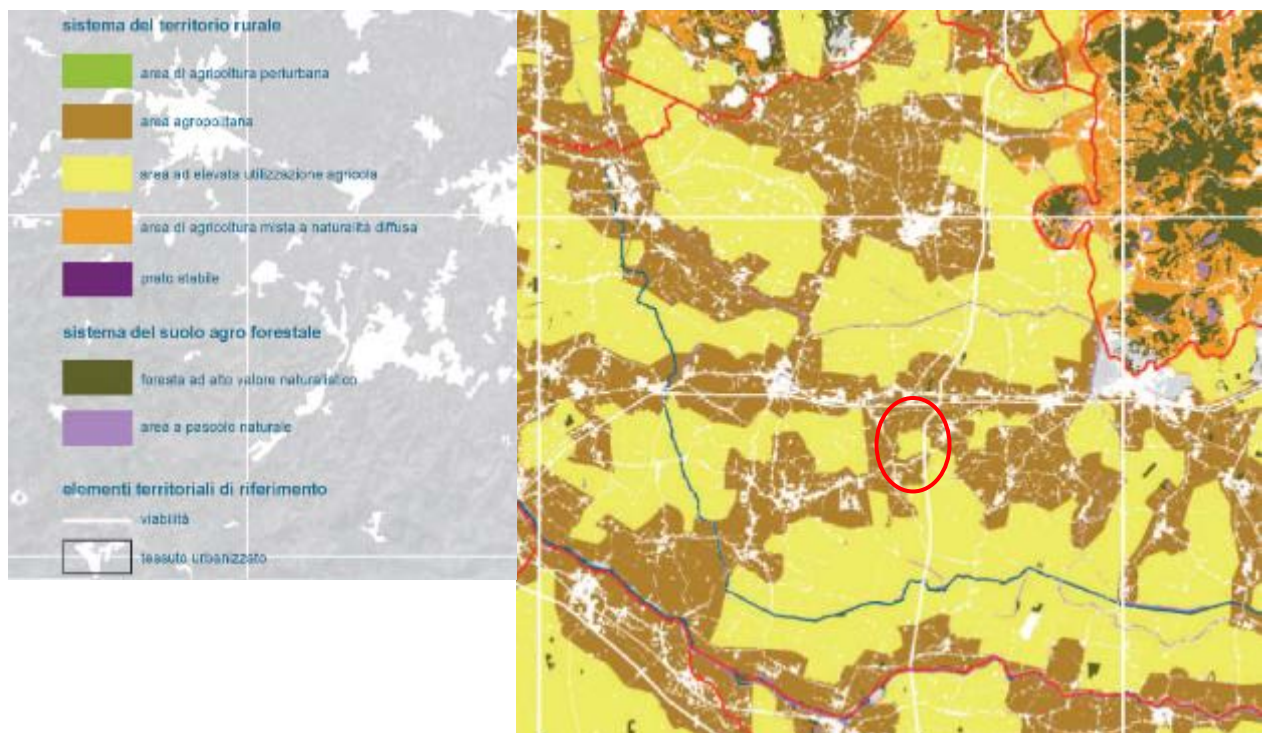 sistema del territorio rurale
area di agricoltura periurbana
area agropolitana
area ad elevata utilizzazione agricola
area di agricoltura mista a naturalità diffusa
prato stabile
sistema del suolo agro forestale
foresta ad alto valore naturalistico
area a pascolo naturale
elementi territoriali di riferimento
viabilità
tessuto urbanizzato